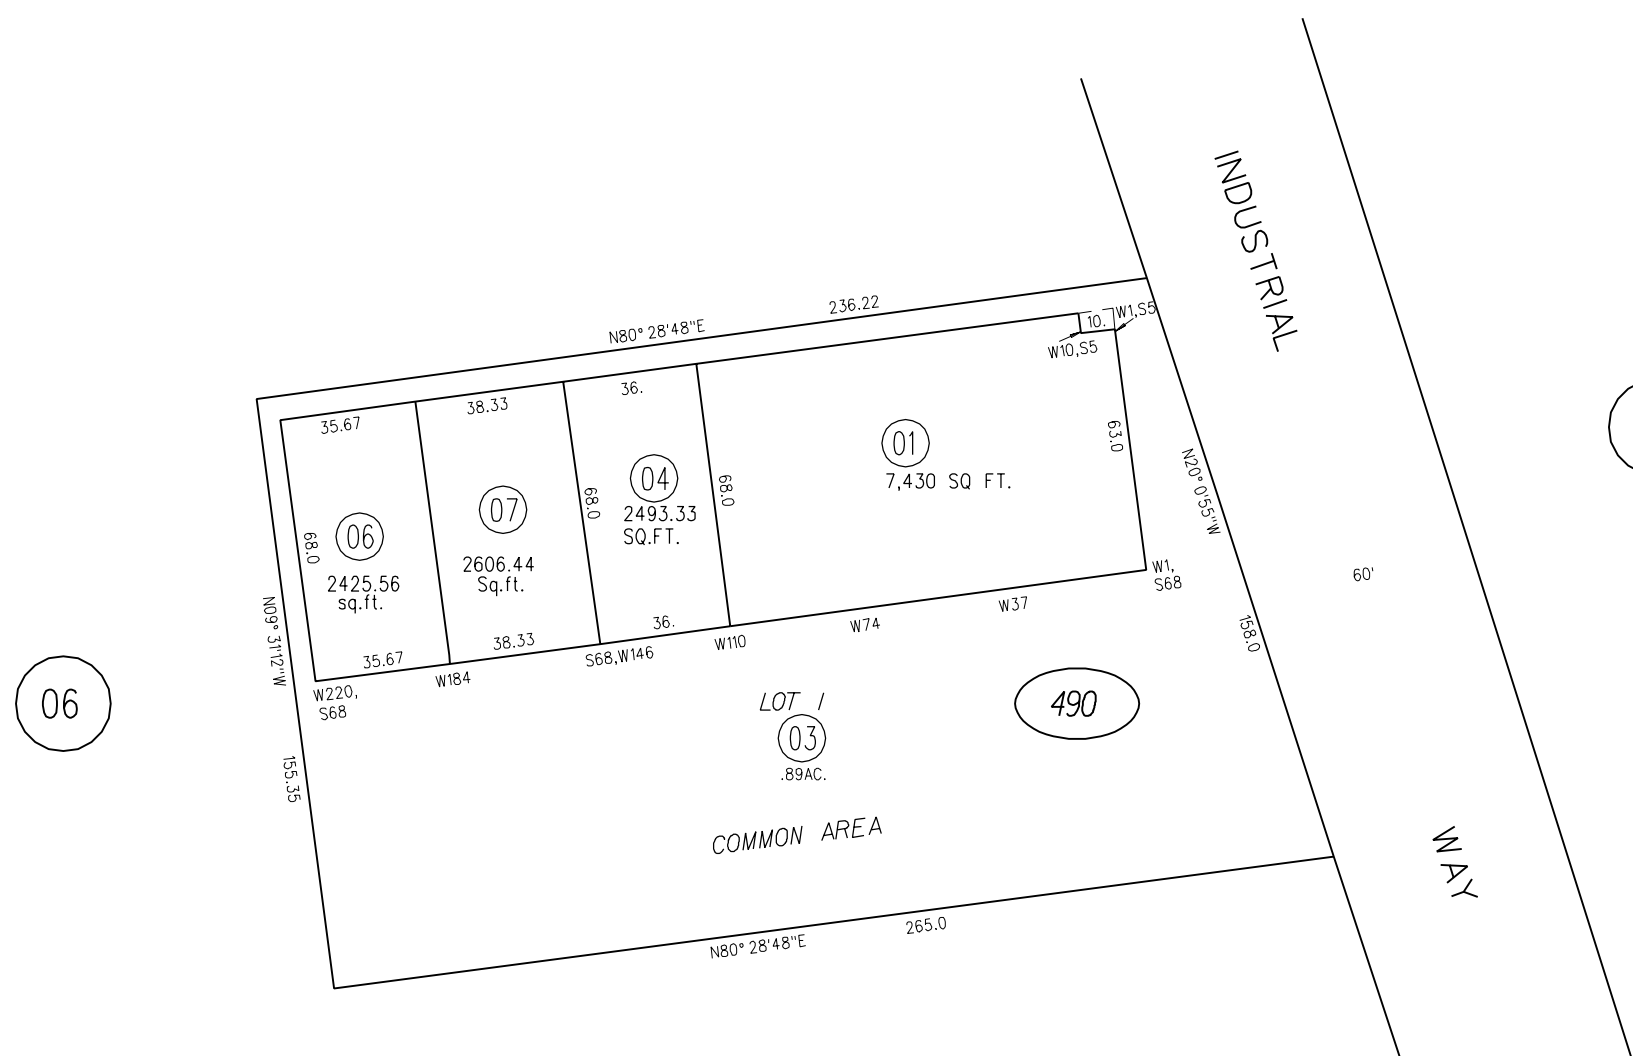 INDUSTRIAL
236.22
N80° 28'48"E
W1,S5
10.
W10,S5
36.
38.33
35.67
63.0
01
7,430 SQ FT.
N20° 0'55"W
04
2493.33
SQ.FT.
68.0
68.0
07
2606.44
Sq.ft.
06
2425.56
sq.ft.
68.0
60'
W1,
S68
W37
W74
W110
36.
S68,W146
38.33
W184
35.67
W220,
S68
N09° 31'12"W
158.0
06
LOT 1
03
.89AC.
490
155.35
COMMON AREA
WAY
265.0
N80° 28'48"E